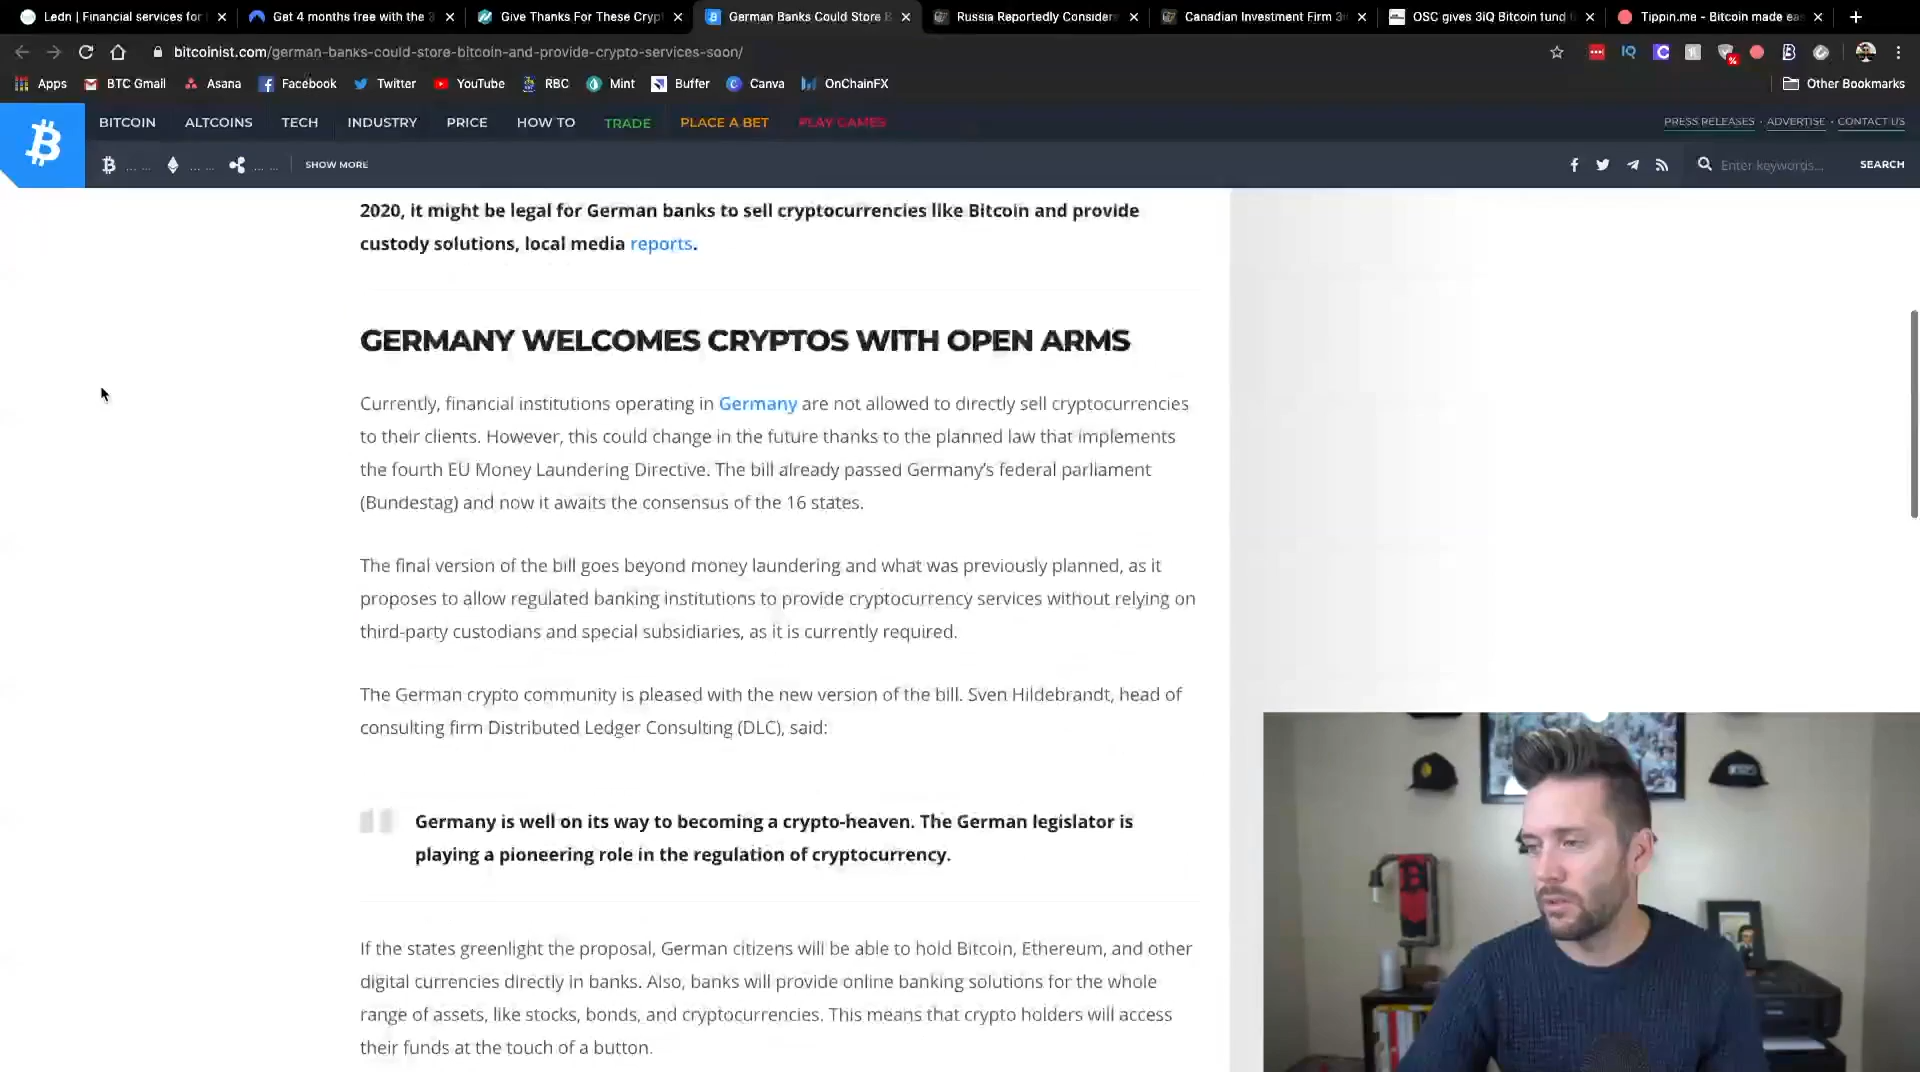 Ledn | Financial services for
Get 4 months free with the 3
Give Thanks For These Crypt
German Banks Could Store B
Russia Reportedly Consider
Canadian Investment Firm 3
OSC gives 3iQ Bitcoin fund
Tippin.me - Bitcoin made ea
bitcoinist.com/german-banks-could-store-bitcoin-and-provide-crypto-services-soon/
Apps BTC Gmail Asana Facebook Twitter YouTube RBC Mint Buffer Canva OnChainFX Other Bookmarks
BITCOIN ALTCOINS TECH INDUSTRY PRICE HOW TO TRADE PLACE A BET PLAY GAMES PRESS RELEASES · ADVERTISE · CONTACT US
... ... ... ... ... ... SHOW MORE Enter keywords... SEARCH
2020, it might be legal for German banks to sell cryptocurrencies like Bitcoin and provide
custody solutions, local media reports.
GERMANY WELCOMES CRYPTOS WITH OPEN ARMS
Currently, financial institutions operating in Germany are not allowed to directly sell cryptocurrencies
to their clients. However, this could change in the future thanks to the planned law that implements
the fourth EU Money Laundering Directive. The bill already passed Germany's federal parliament
(Bundestag) and now it awaits the consensus of the 16 states.
The final version of the bill goes beyond money laundering and what was previously planned, as it
proposes to allow regulated banking institutions to provide cryptocurrency services without relying on
third-party custodians and special subsidiaries, as it is currently required.
The German crypto community is pleased with the new version of the bill. Sven Hildebrandt, head of
consulting firm Distributed Ledger Consulting (DLC), said:
Germany is well on its way to becoming a crypto-heaven. The German legislator is
playing a pioneering role in the regulation of cryptocurrency.
If the states greenlight the proposal, German citizens will be able to hold Bitcoin, Ethereum, and other
digital currencies directly in banks. Also, banks will provide online banking solutions for the whole
range of assets, like stocks, bonds, and cryptocurrencies. This means that crypto holders will access
their funds at the touch of a button.